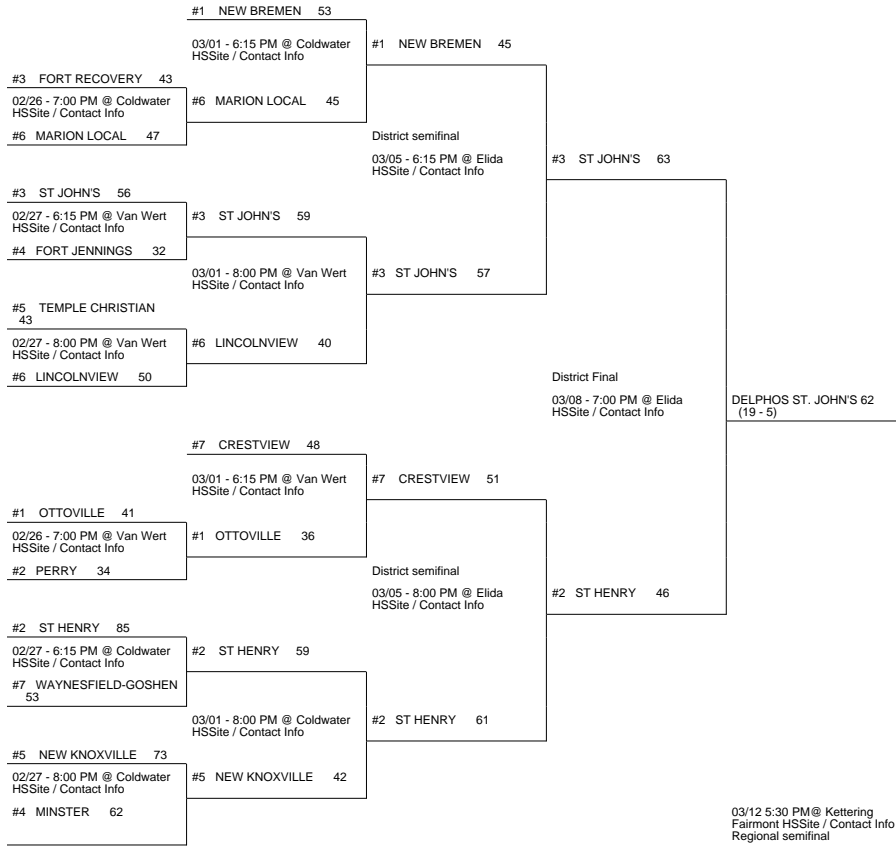 #1 NEW BREMEN 53
03/01 - 6:15 PM @ Coldwater
HSSite / Contact Info
#1 NEW BREMEN 45
#3 FORT RECOVERY 43
02/26 - 7:00 PM @ Coldwater
HSSite / Contact Info
#6 MARION LOCAL 45
#6 MARION LOCAL 47
District semifinal
03/05 - 6:15 PM @ Elida
HSSite / Contact Info
#3 ST JOHN'S 63
#3 ST JOHN'S 56
02/27 - 6:15 PM @ Van Wert
HSSite / Contact Info
#3 ST JOHN'S 59
#4 FORT JENNINGS 32
03/01 - 8:00 PM @ Van Wert
HSSite / Contact Info
#3 ST JOHN'S 57
#5 TEMPLE CHRISTIAN
43
02/27 - 8:00 PM @ Van Wert
HSSite / Contact Info
#6 LINCOLNVIEW 40
#6 LINCOLNVIEW 50
District Final
03/08 - 7:00 PM @ Elida
HSSite / Contact Info
DELPHOS ST. JOHN'S 62
(19 - 5)
#7 CRESTVIEW 48
03/01 - 6:15 PM @ Van Wert
HSSite / Contact Info
#7 CRESTVIEW 51
#1 OTTOVILLE 41
02/26 - 7:00 PM @ Van Wert
HSSite / Contact Info
#1 OTTOVILLE 36
#2 PERRY 34
District semifinal
03/05 - 8:00 PM @ Elida
HSSite / Contact Info
#2 ST HENRY 46
#2 ST HENRY 85
02/27 - 6:15 PM @ Coldwater
HSSite / Contact Info
#2 ST HENRY 59
#7 WAYNESFIELD-GOSHEN
53
03/01 - 8:00 PM @ Coldwater
HSSite / Contact Info
#2 ST HENRY 61
#5 NEW KNOXVILLE 73
02/27 - 8:00 PM @ Coldwater
HSSite / Contact Info
#5 NEW KNOXVILLE 42
#4 MINSTER 62
03/12 5:30 PM@ Kettering
Fairmont HSSite / Contact Info
Regional semifinal